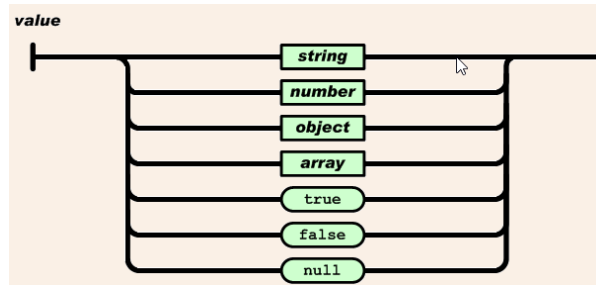 value
string
number
object
array
true
false
null